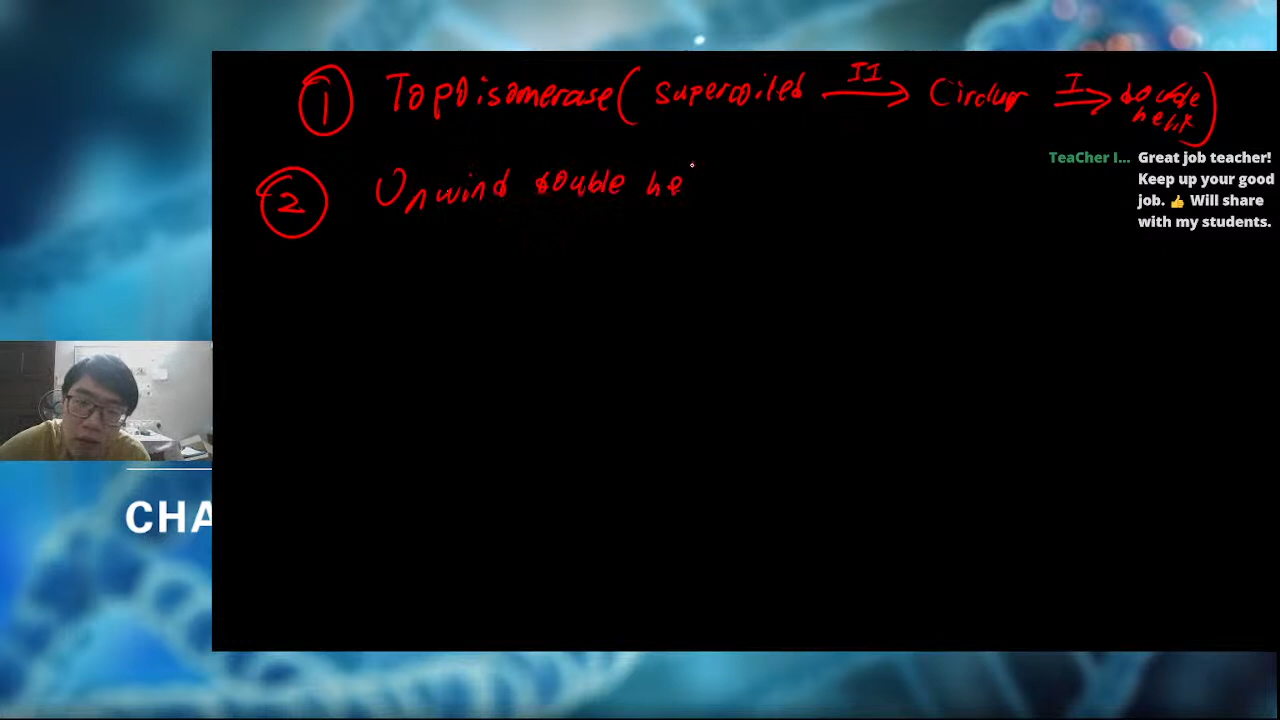 1 Topoisomerase (supercoiled II → Circular I → double helix)
2 Unwind double he
TeaCher I... Great job teacher!
Keep up your good
job. 👍 Will share
with my students.
CHA